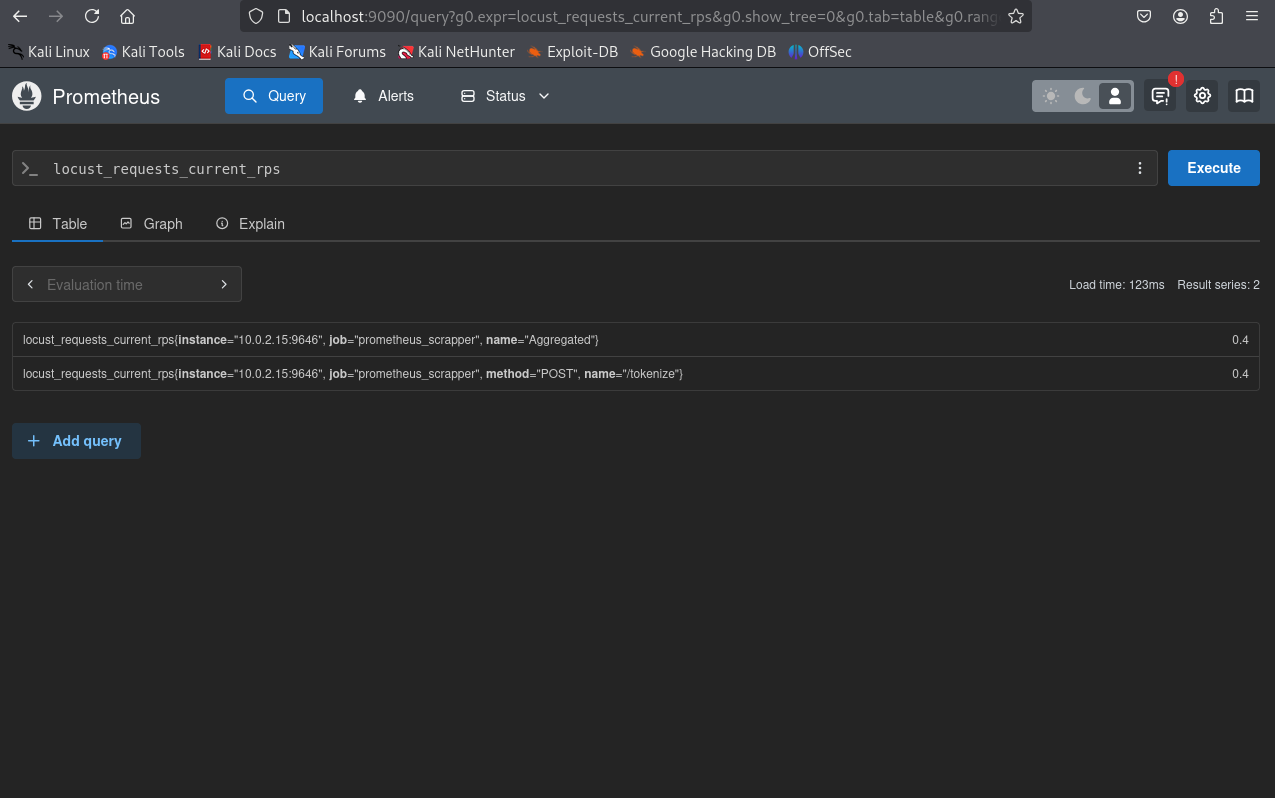 localhost:9090/query?g0.expr=locust_requests_current_rps&g0.show_tree=0&g0.tab=table&g0.rang
Kali Linux Kali Tools Kali Docs Kali Forums Kali NetHunter Exploit-DB Google Hacking DB OffSec
Prometheus Query Alerts Status !
>_ locust_requests_current_rps Execute
Table Graph Explain
Evaluation time Load time: 123ms Result series: 2
locust_requests_current_rps{instance="10.0.2.15:9646", job="prometheus_scrapper", name="Aggregated"} 0.4
locust_requests_current_rps{instance="10.0.2.15:9646", job="prometheus_scrapper", method="POST", name="/tokenize"} 0.4
+ Add query